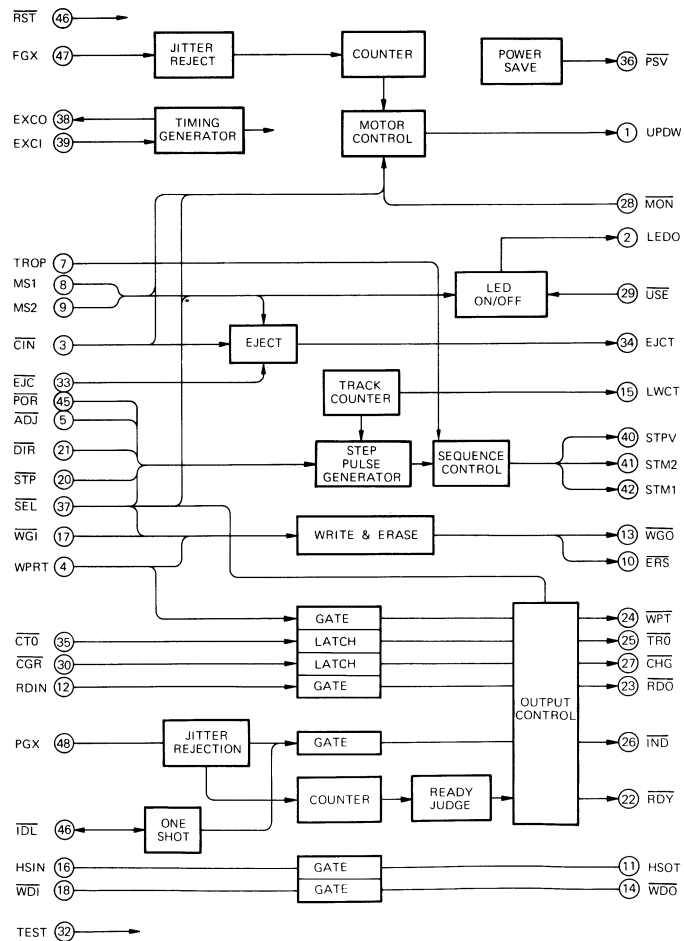 RST 46
FGX 47
JITTER
REJECT
COUNTER
POWER
SAVE
36 PSV
EXCO 38
EXCI 39
TIMING
GENERATOR
MOTOR
CONTROL
1 UPDW
28 MON
2 LEDO
TROP 7
MS1 8
MS2 9
LED
ON/OFF
29 USE
CIN 3
EJECT
34 EJCT
EJC 33
POR 45
ADJ 5
TRACK
COUNTER
15 LWCT
DIR 21
STP 20
STEP
PULSE
GENERATOR
SEQUENCE
CONTROL
40 STPV
41 STM2
42 STM1
SEL 37
WGI 17
WRITE & ERASE
13 WGO
WPRT 4
10 ERS
GATE
24 WPT
CT0 35
LATCH
25 TR0
CGR 30
LATCH
27 CHG
RDIN 12
GATE
23 RDO
OUTPUT
CONTROL
PGX 48
JITTER
REJECTION
GATE
26 IND
COUNTER
READY
JUDGE
22 RDY
IDL 46
ONE
SHOT
HSIN 16
GATE
11 HSOT
WDI 18
GATE
14 WDO
TEST 32